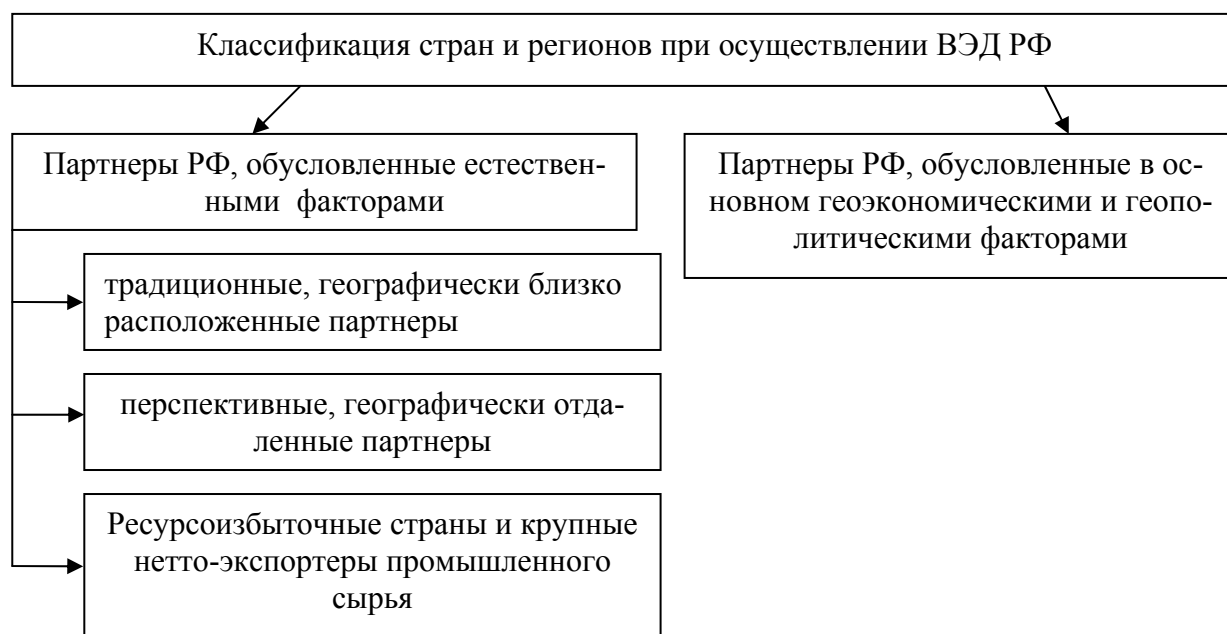 Классификация стран и регионов при осуществлении ВЭД РФ
Партнеры РФ, обусловленные естествен-
ными факторами
Партнеры РФ, обусловленные в ос-
новном геоэкономическими и геопо-
литическими факторами
традиционные, географически близко
расположенные партнеры
перспективные, географически отда-
ленные партнеры
Ресурсоизбыточные страны и крупные
нетто-экспортеры промышленного
сырья